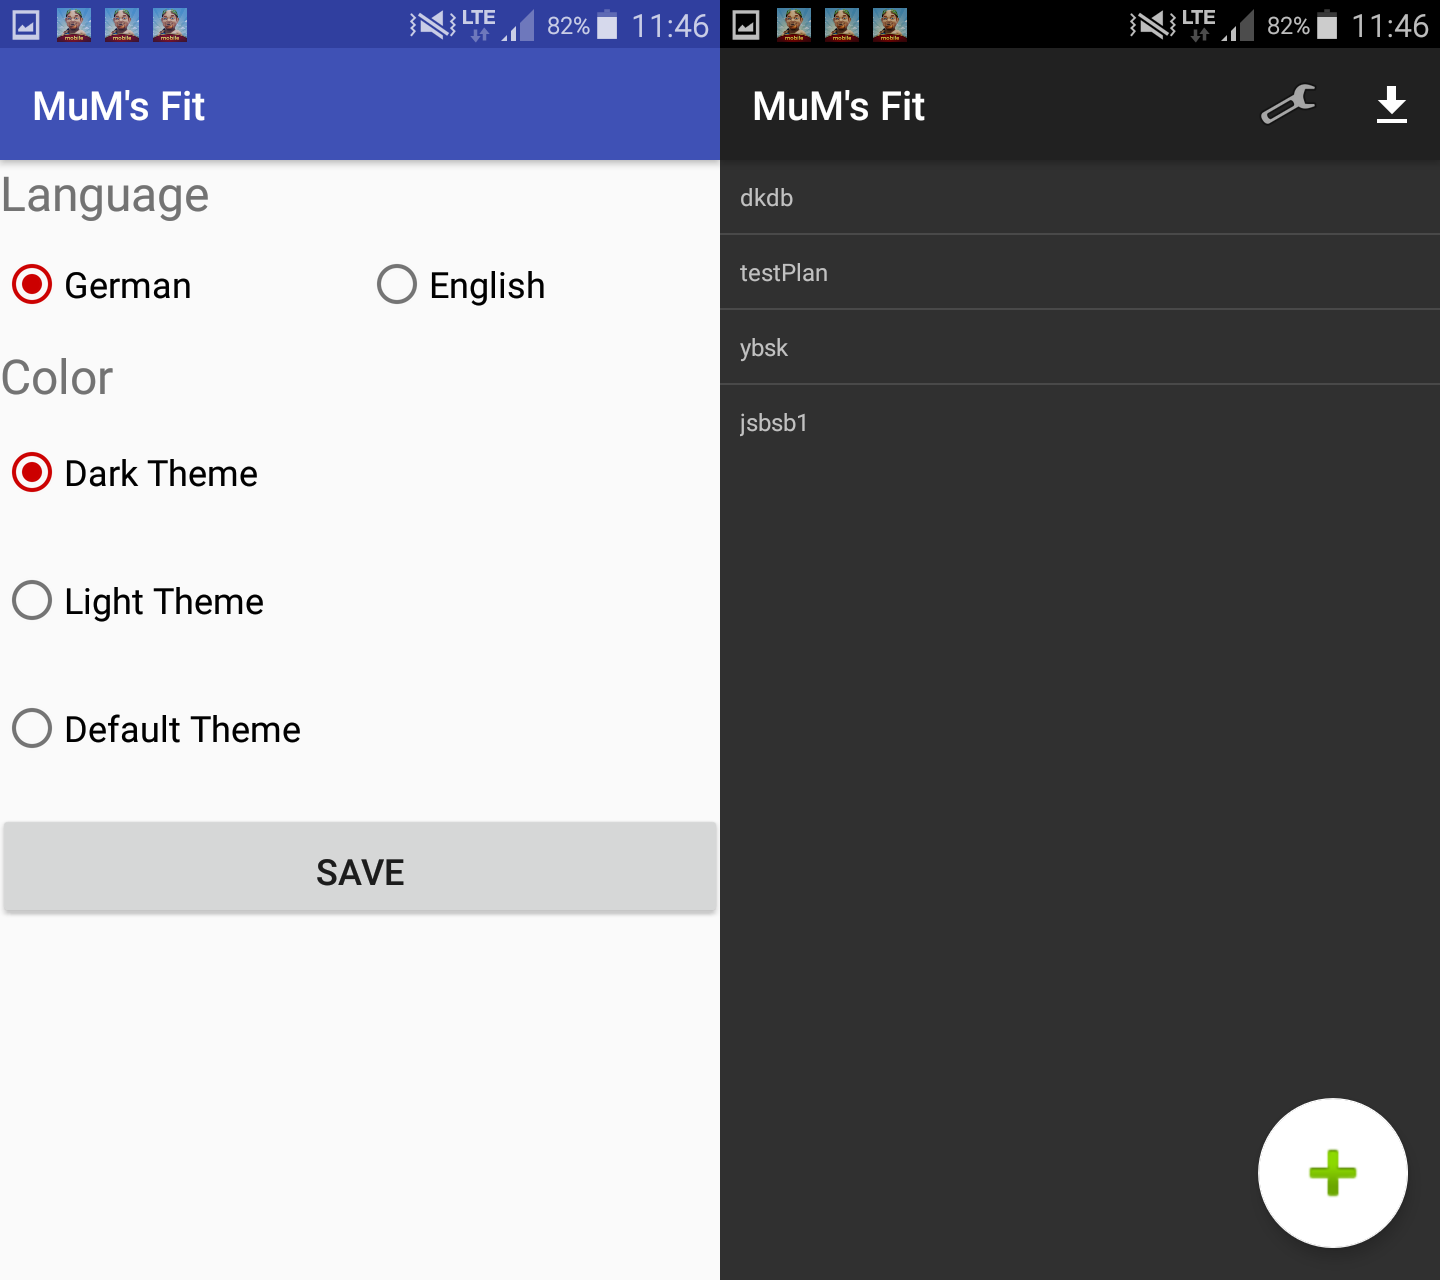 LTE 82% 11:46
MuM's Fit
Language
German English
Color
Dark Theme
Light Theme
Default Theme
SAVE
LTE 82% 11:46
MuM's Fit
dkdb
testPlan
ybsk
jsbsb1